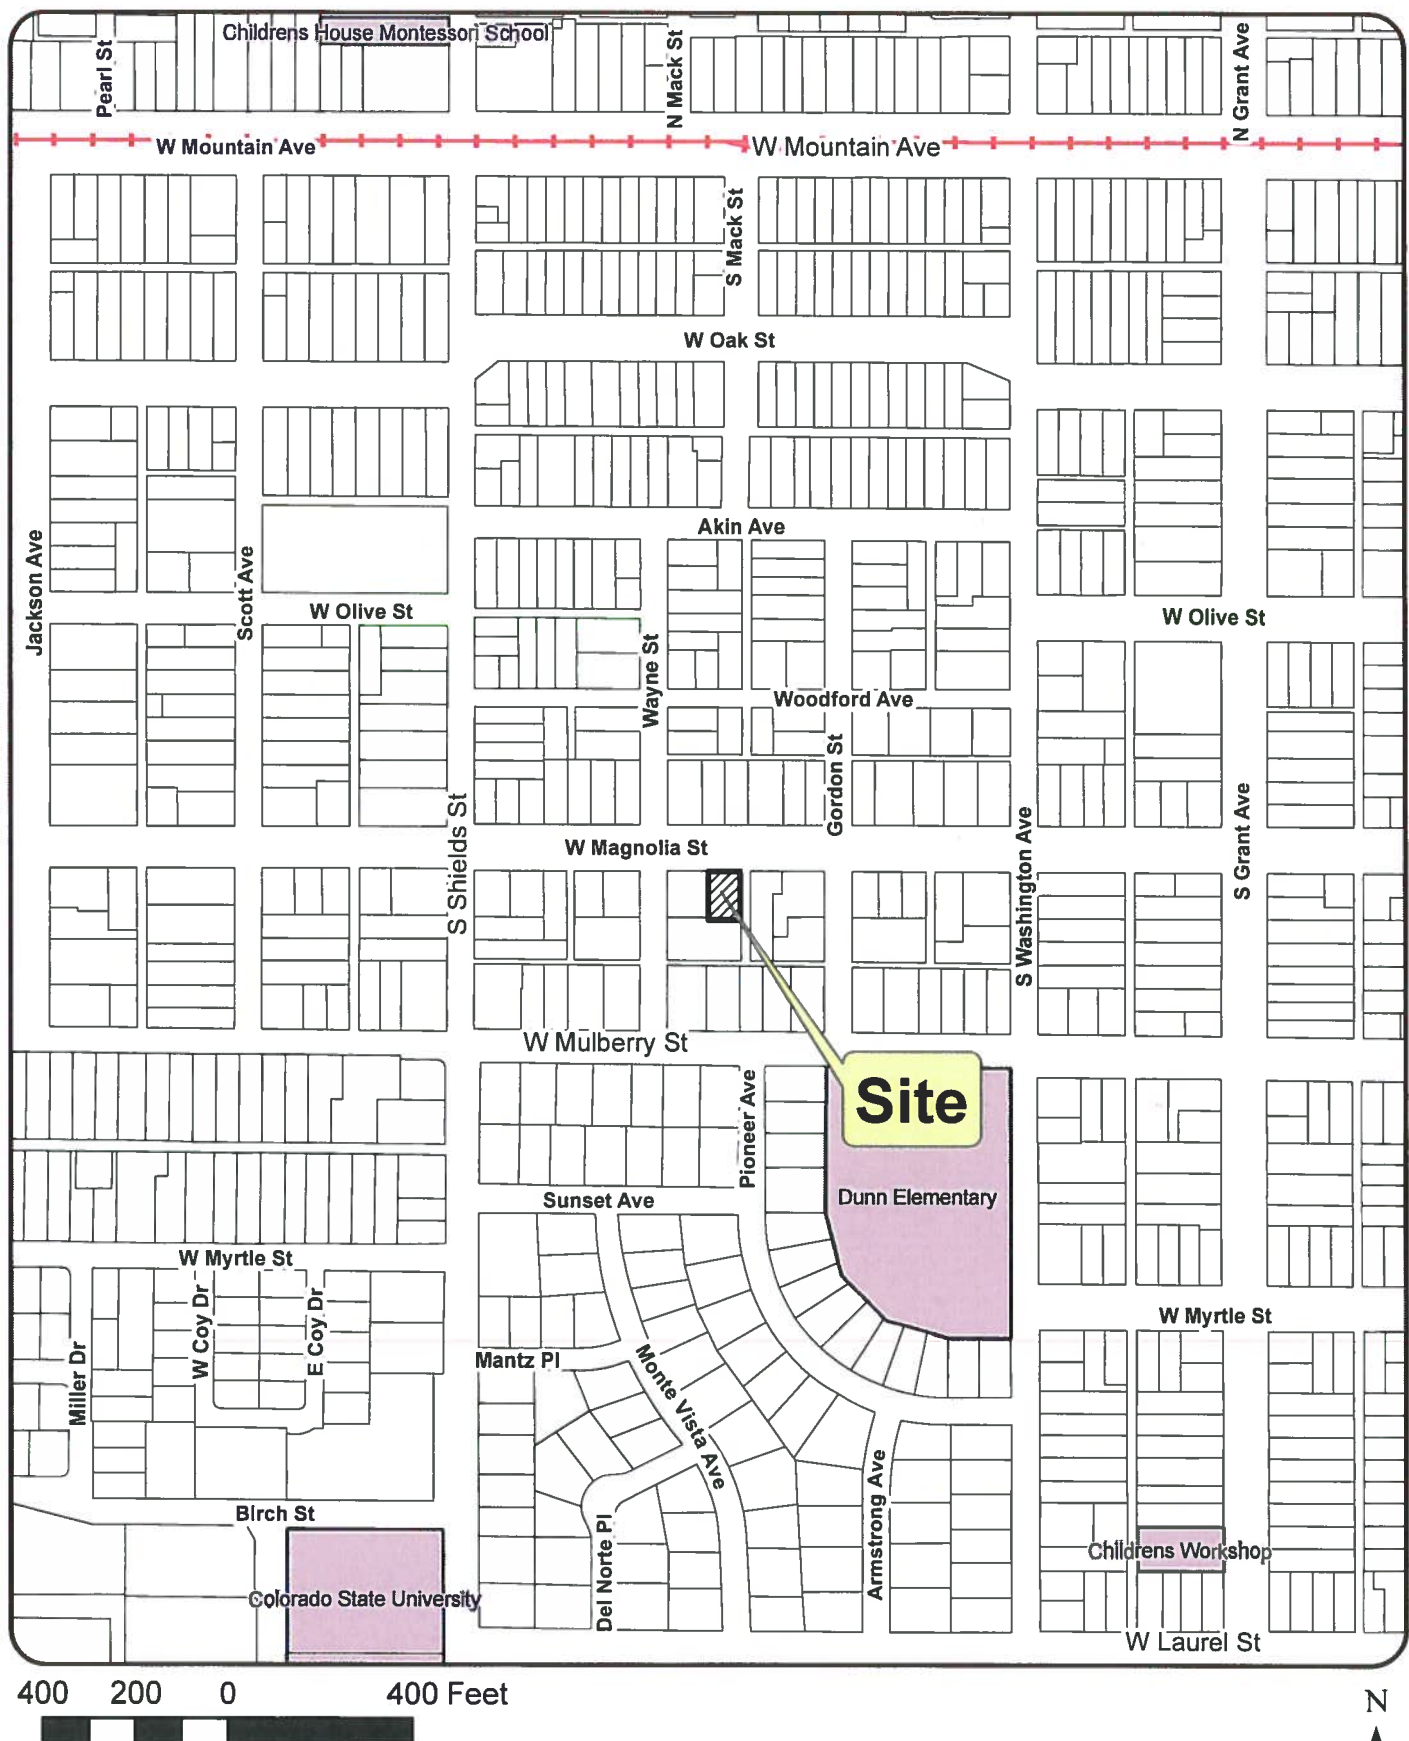 Childrens House Montessori School
Pearl St
N Mack St
N Grant Ave
W Mountain Ave
W Mountain Ave
S Mack St
W Oak St
Akin Ave
Jackson Ave
Scott Ave
W Olive St
W Olive St
Wayne St
Woodford Ave
Gordon St
S Shields St
W Magnolia St
S Washington Ave
S Grant Ave
W Mulberry St
Pioneer Ave
Site
Dunn Elementary
Sunset Ave
W Myrtle St
W Coy Dr
E Coy Dr
Miller Dr
W Myrtle St
Mantz Pl
Monte Vista Ave
Armstrong Ave
Birch St
Del Norte Pl
Childrens Workshop
Colorado State University
W Laurel St
400 200 0 400 Feet
N